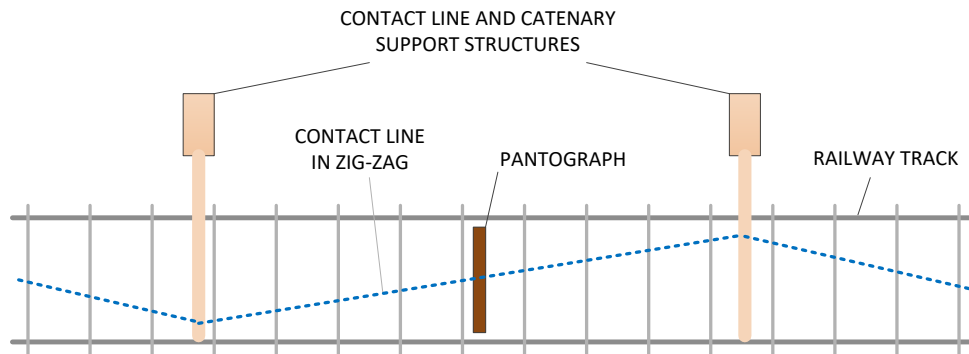 CONTACT LINE AND CATENARY
SUPPORT STRUCTURES
CONTACT LINE
IN ZIG-ZAG
PANTOGRAPH
RAILWAY TRACK